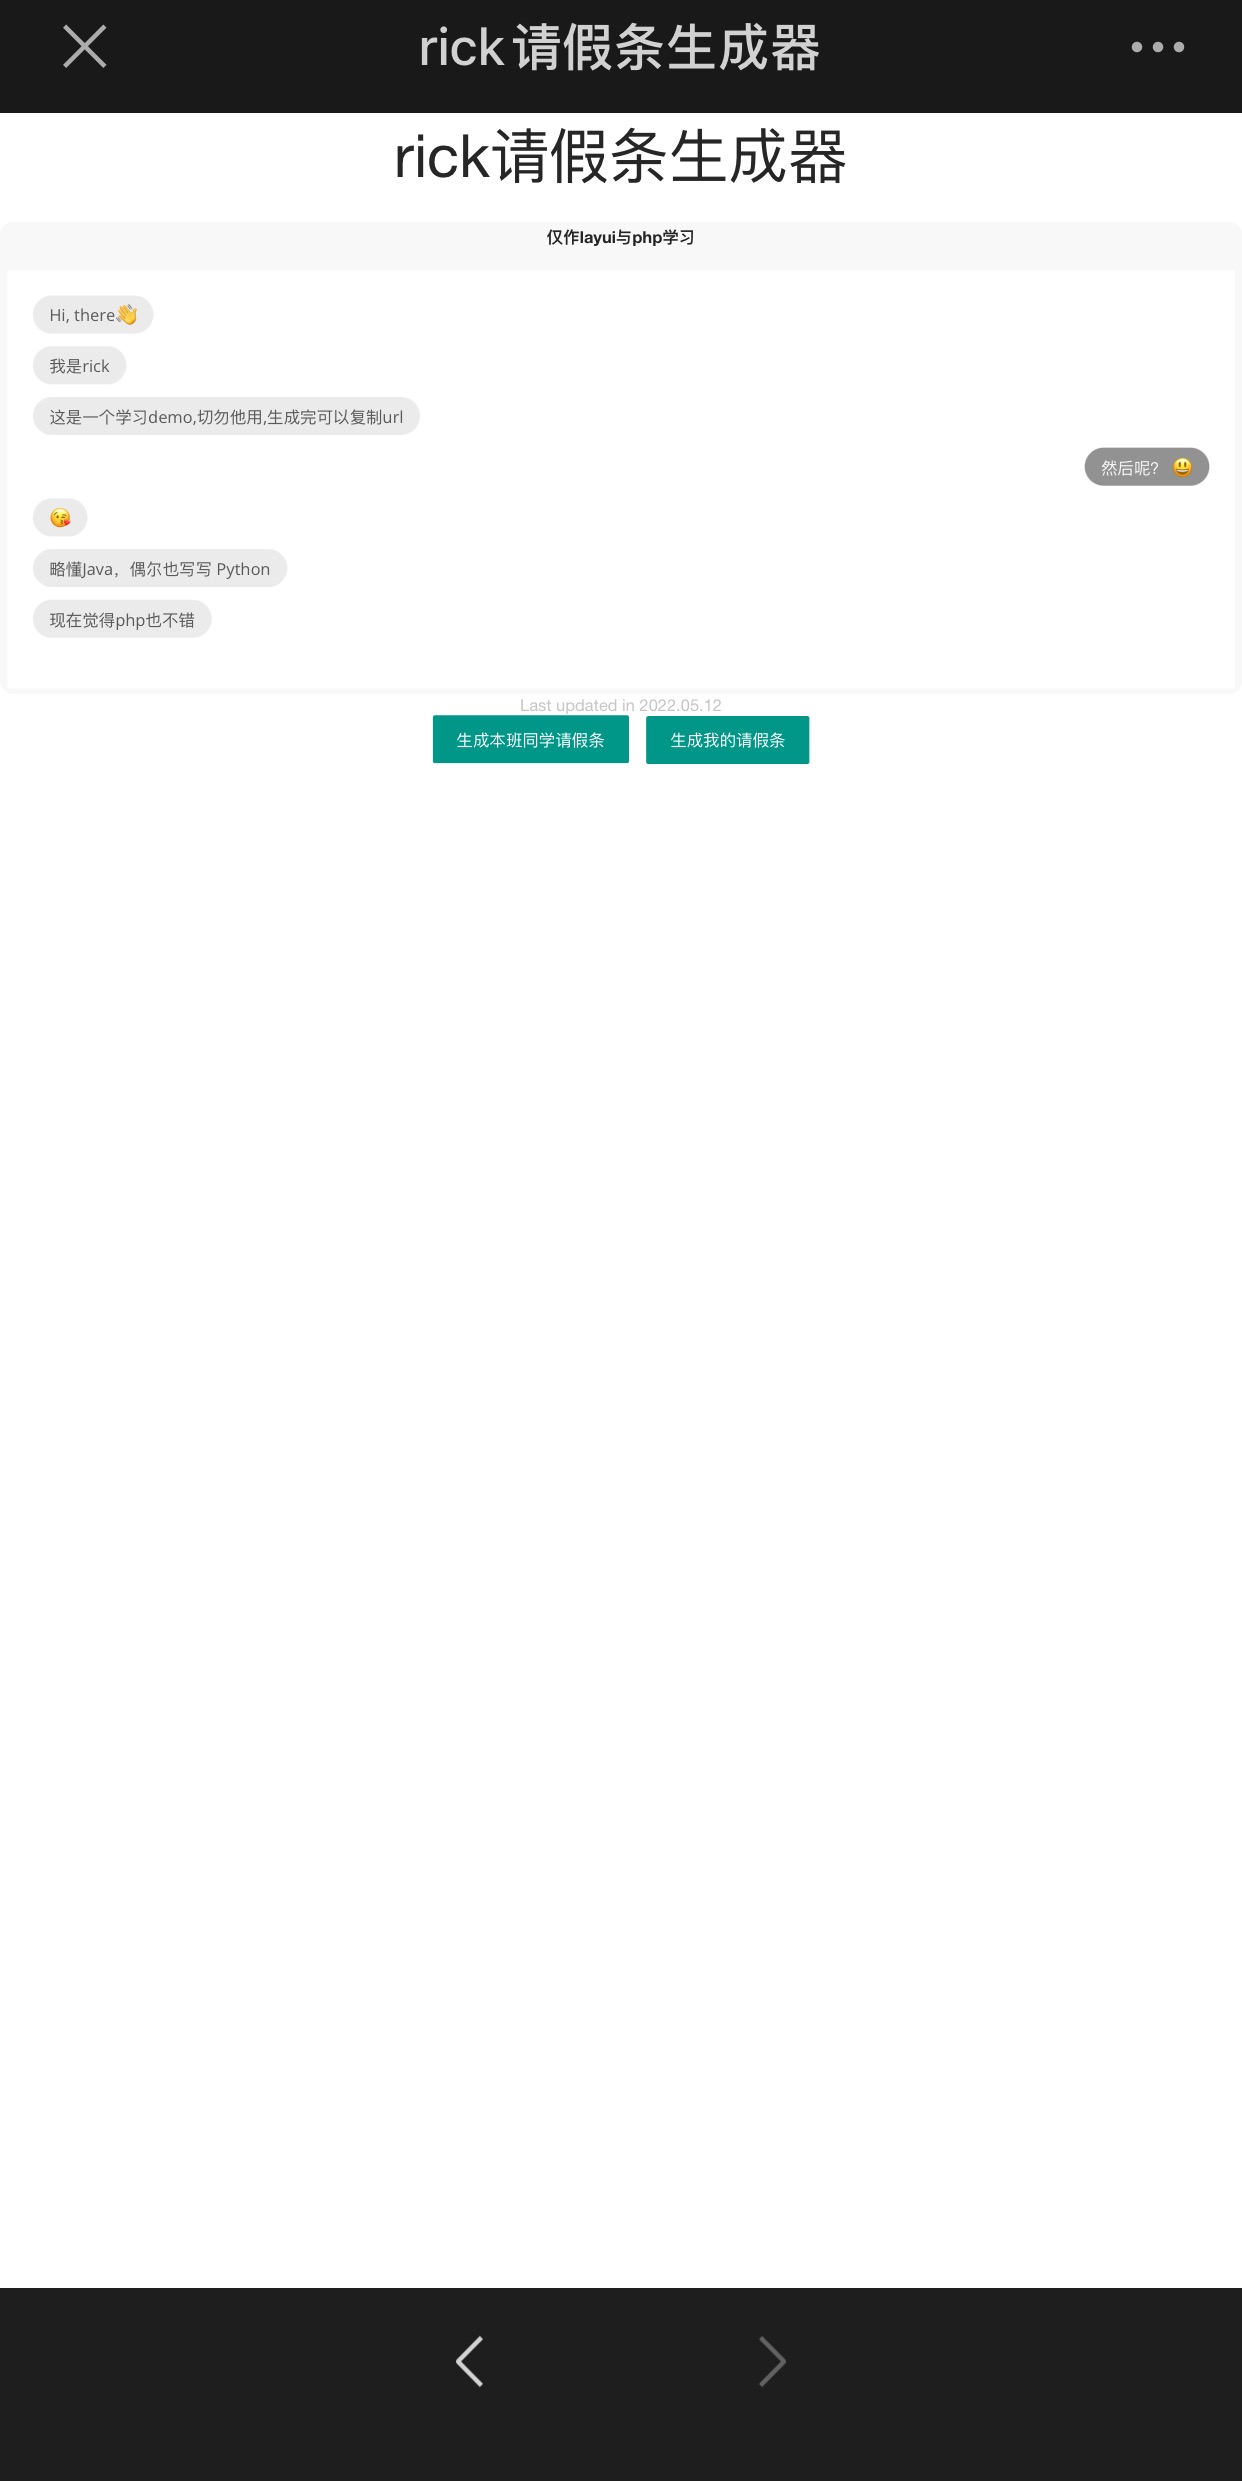 rick请假条生成器
rick请假条生成器
仅作layui与php学习
Hi, there👋
我是rick
这是一个学习demo,切勿他用,生成完可以复制url
然后呢？ 😃
😘
略懂Java，偶尔也写写 Python
现在觉得php也不错
Last updated in 2022.05.12
生成本班同学请假条
生成我的请假条